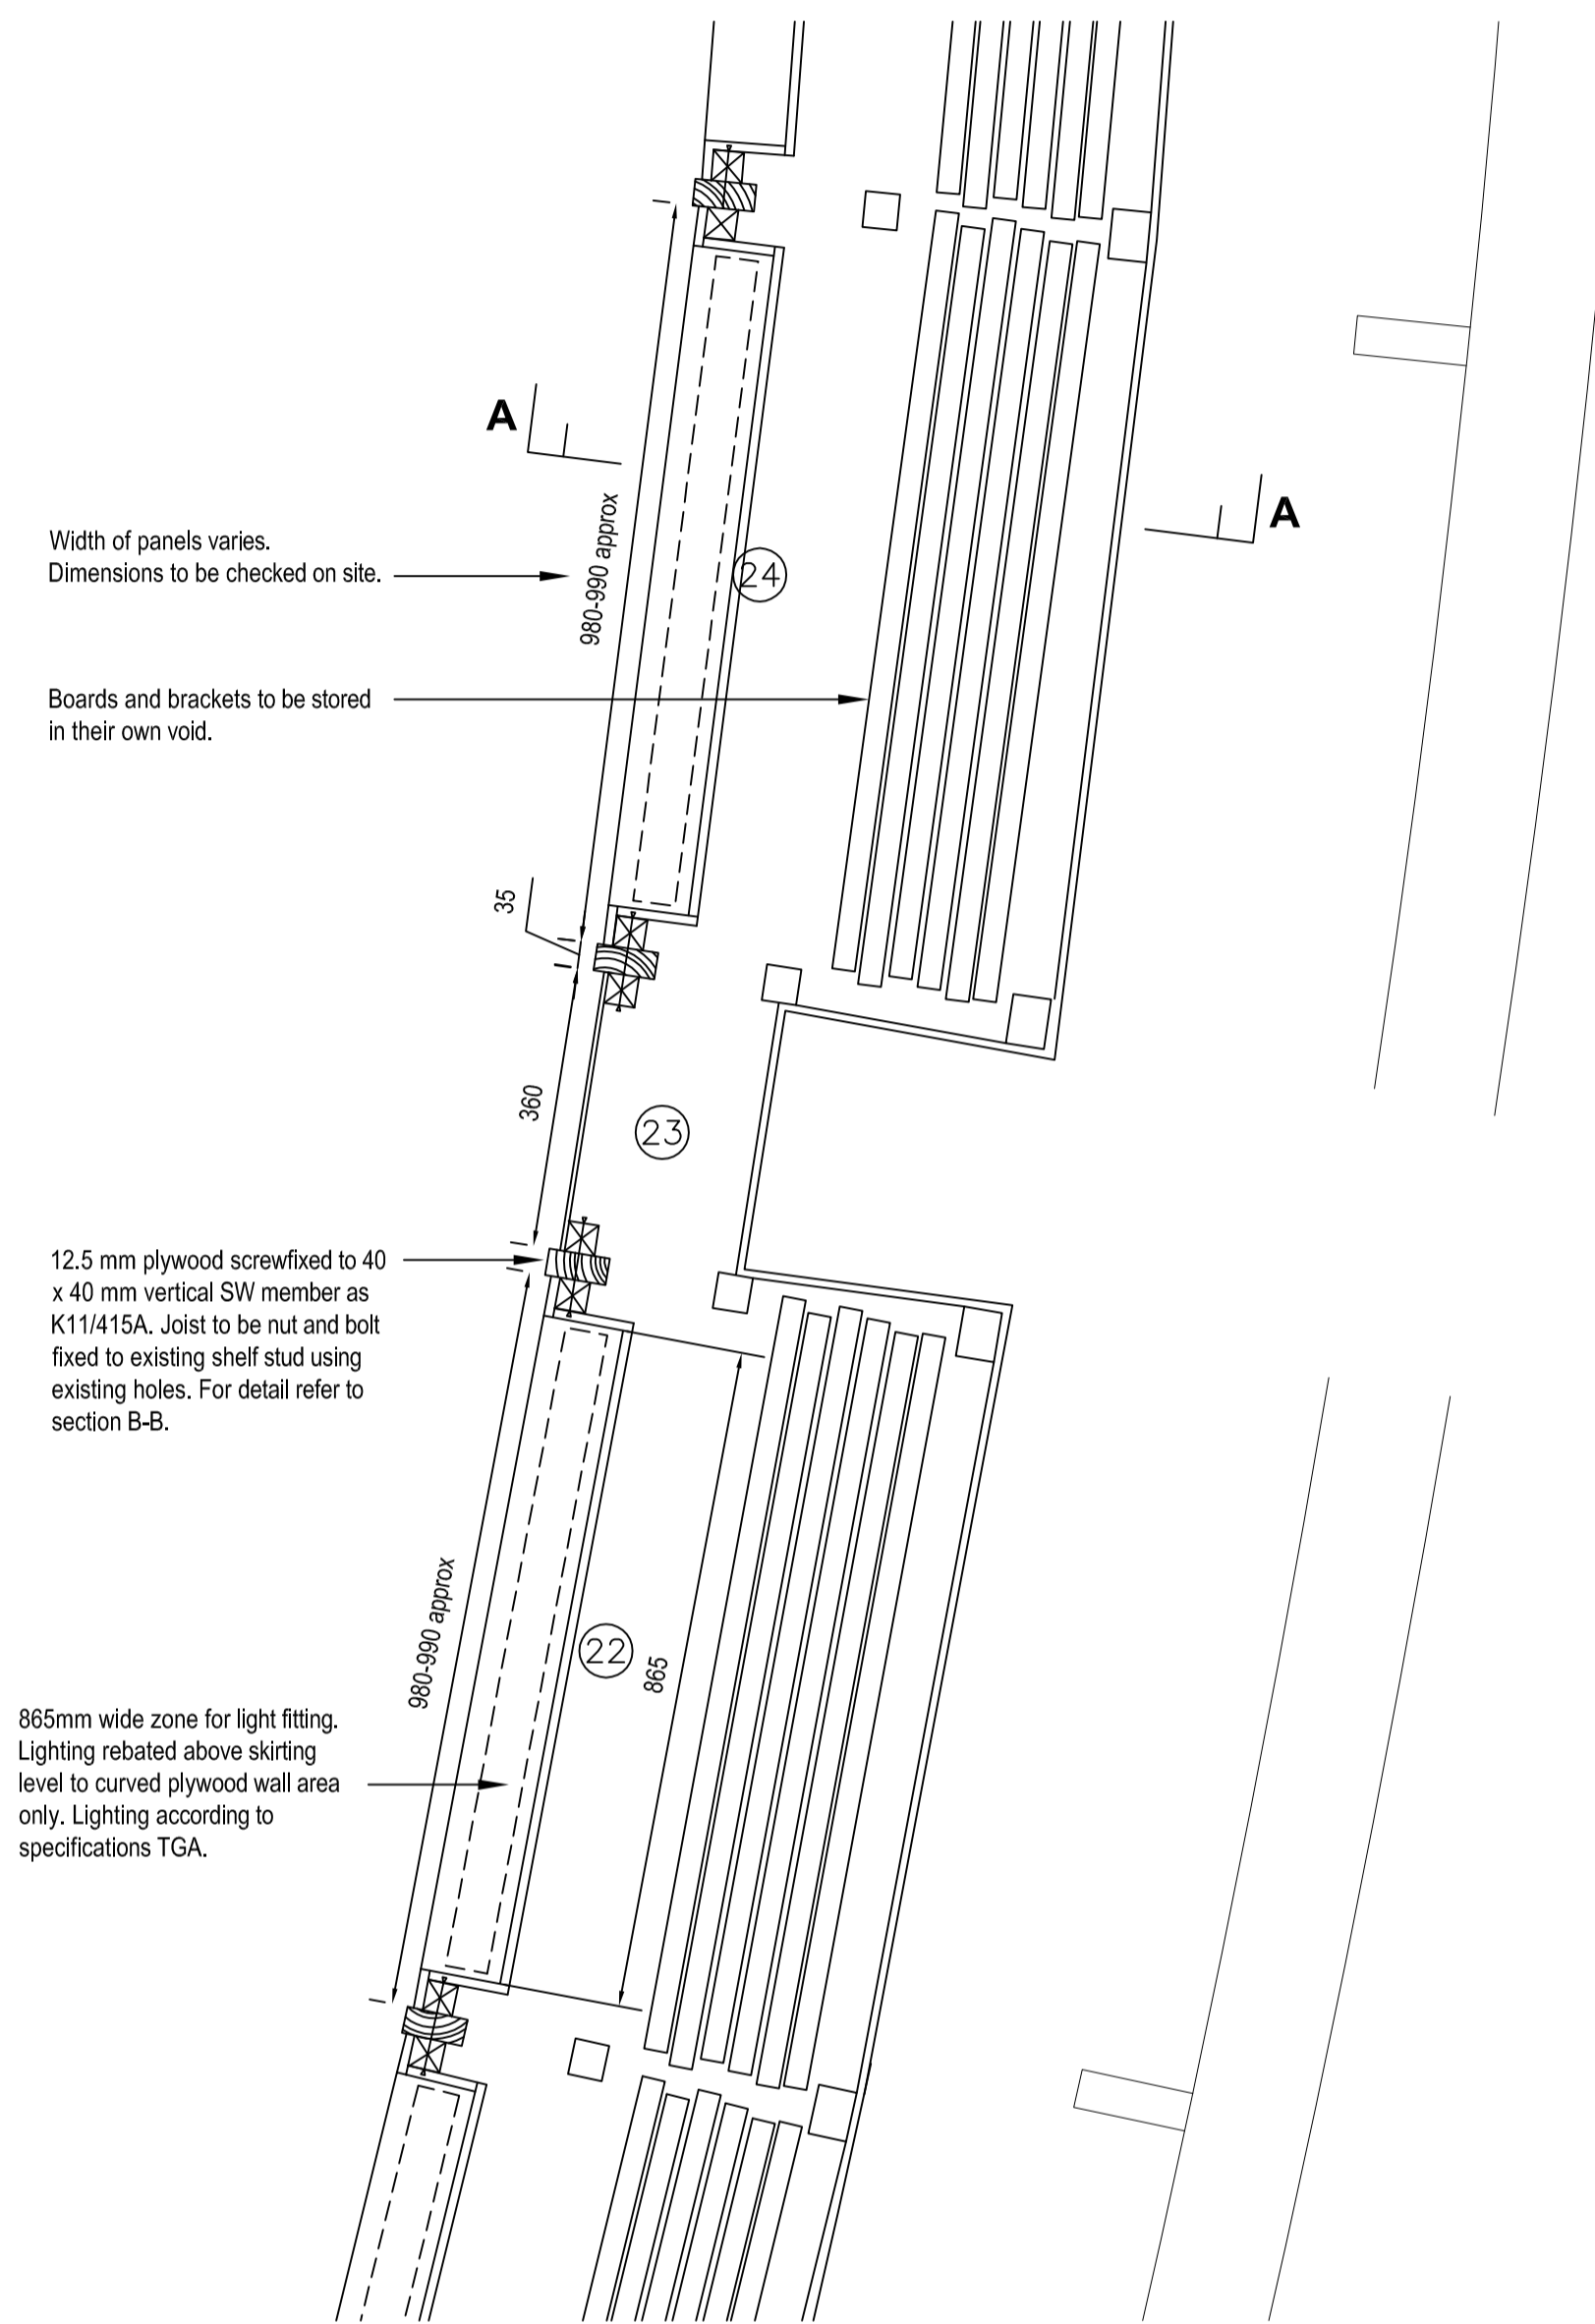 A
A
Width of panels varies.
Dimensions to be checked on site.
980-990 approx
24
Boards and brackets to be stored
in their own void.
35
360
23
12.5 mm plywood screwfixed to 40
x 40 mm vertical SW member as
K11/415A. Joist to be nut and bolt
fixed to existing shelf stud using
existing holes. For detail refer to
section B-B.
980-990 approx
22
865
865mm wide zone for light fitting.
Lighting rebated above skirting
level to curved plywood wall area
only. Lighting according to
specifications TGA.